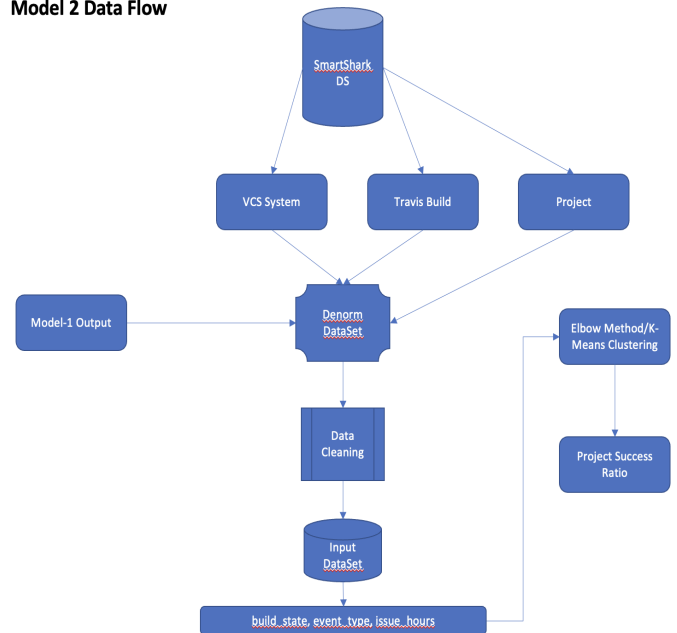 Model 2 Data Flow
SmartShark
DS
VCS System
Travis Build
Project
Model-1 Output
Denorm
DataSet
Elbow Method/K-
Means Clustering
Data
Cleaning
Project Success
Ratio
Input
DataSet
build_state, event_type, issue_hours